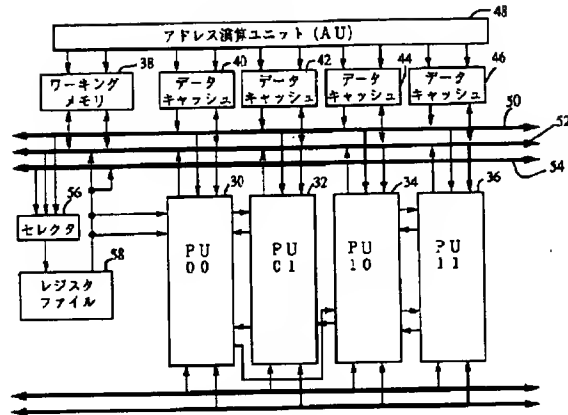 アドレス演算ユニット(AU)
48
38
40
42
44
46
ワーキング
メモリ
データ
キャッシュ
データ
キャッシュ
データ
キャッシュ
データ
キャッシュ
50
52
54
56
30
32
34
36
セレクタ
58
レジスタ
ファイル
PU
00
PU
01
PU
10
PU
11